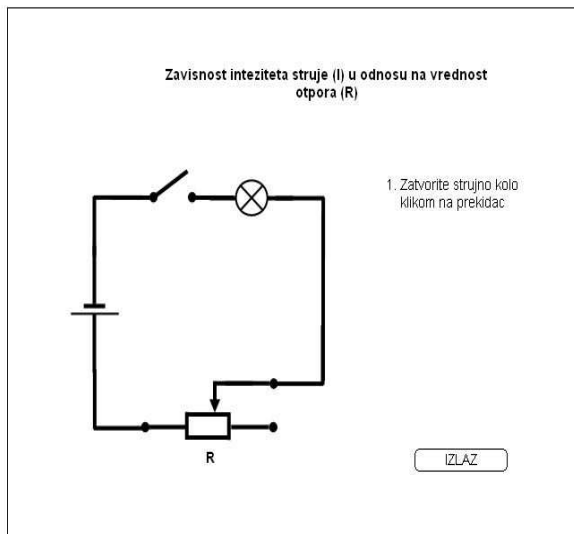 Zavisnost inteziteta struje (I) u odnosu na vrednost
otpora (R)
1. Zatvorite strujno kolo
klikom na prekidac
R
IZLAZ